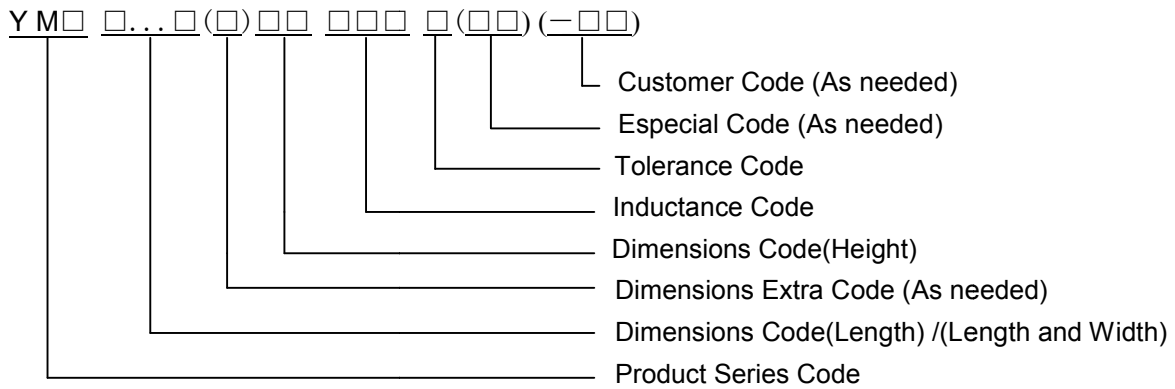 YM□ □...□(□)□□ □□□ □(□□)(-□□)
Customer Code (As needed)
Especial Code (As needed)
Tolerance Code
Inductance Code
Dimensions Code(Height)
Dimensions Extra Code (As needed)
Dimensions Code(Length) /(Length and Width)
Product Series Code